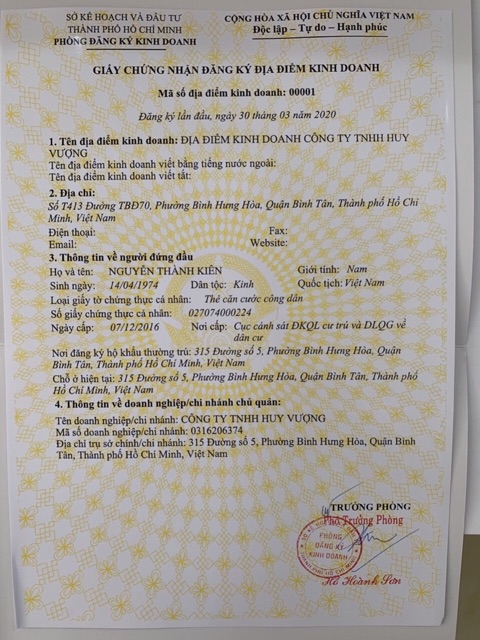 SỞ KẾ HOẠCH VÀ ĐẦU TƯ
THÀNH PHỐ HỒ CHÍ MINH
PHÒNG ĐĂNG KÝ KINH DOANH
CỘNG HÒA XÃ HỘI CHỦ NGHĨA VIỆT NAM
Độc lập – Tự do – Hạnh phúc
GIẤY CHỨNG NHẬN ĐĂNG KÝ ĐỊA ĐIỂM KINH DOANH
Mã số địa điểm kinh doanh: 00001
Đăng ký lần đầu, ngày 30 tháng 03 năm 2020
1. Tên địa điểm kinh doanh: ĐỊA ĐIỂM KINH DOANH CÔNG TY TNHH HUY
VƯỢNG
Tên địa điểm kinh doanh viết bằng tiếng nước ngoài:
Tên địa điểm kinh doanh viết tắt:
2. Địa chỉ:
Số T413 Đường TBĐ70, Phường Bình Hưng Hòa, Quận Bình Tân, Thành phố Hồ Chí
Minh, Việt Nam
Điện thoại: Fax:
Email: Website:
3. Thông tin về người đứng đầu
Họ và tên: NGUYỄN THÀNH KIÊN Giới tính: Nam
Sinh ngày: 14/04/1974 Dân tộc: Kinh Quốc tịch: Việt Nam
Loại giấy tờ chứng thực cá nhân: Thẻ căn cước công dân
Số giấy chứng thực cá nhân: 027074000224
Ngày cấp: 07/12/2016 Nơi cấp: Cục cảnh sát ĐKQL cư trú và DLQG về
dân cư
Nơi đăng ký hộ khẩu thường trú: 315 Đường số 5, Phường Bình Hưng Hòa, Quận
Bình Tân, Thành phố Hồ Chí Minh, Việt Nam
Chỗ ở hiện tại: 315 Đường số 5, Phường Bình Hưng Hòa, Quận Bình Tân, Thành phố
Hồ Chí Minh, Việt Nam
4. Thông tin về doanh nghiệp/chi nhánh chủ quản:
Tên doanh nghiệp/chi nhánh: CÔNG TY TNHH HUY VƯỢNG
Mã số doanh nghiệp/chi nhánh: 0316206374
Địa chỉ trụ sở chính/chi nhánh: 315 Đường số 5, Phường Bình Hưng Hòa, Quận Bình
Tân, Thành phố Hồ Chí Minh, Việt Nam
TRƯỞNG PHÒNG
Phó Trưởng Phòng
PHÒNG
ĐĂNG KÝ
KINH DOANH
Hồ Hoành Sơn